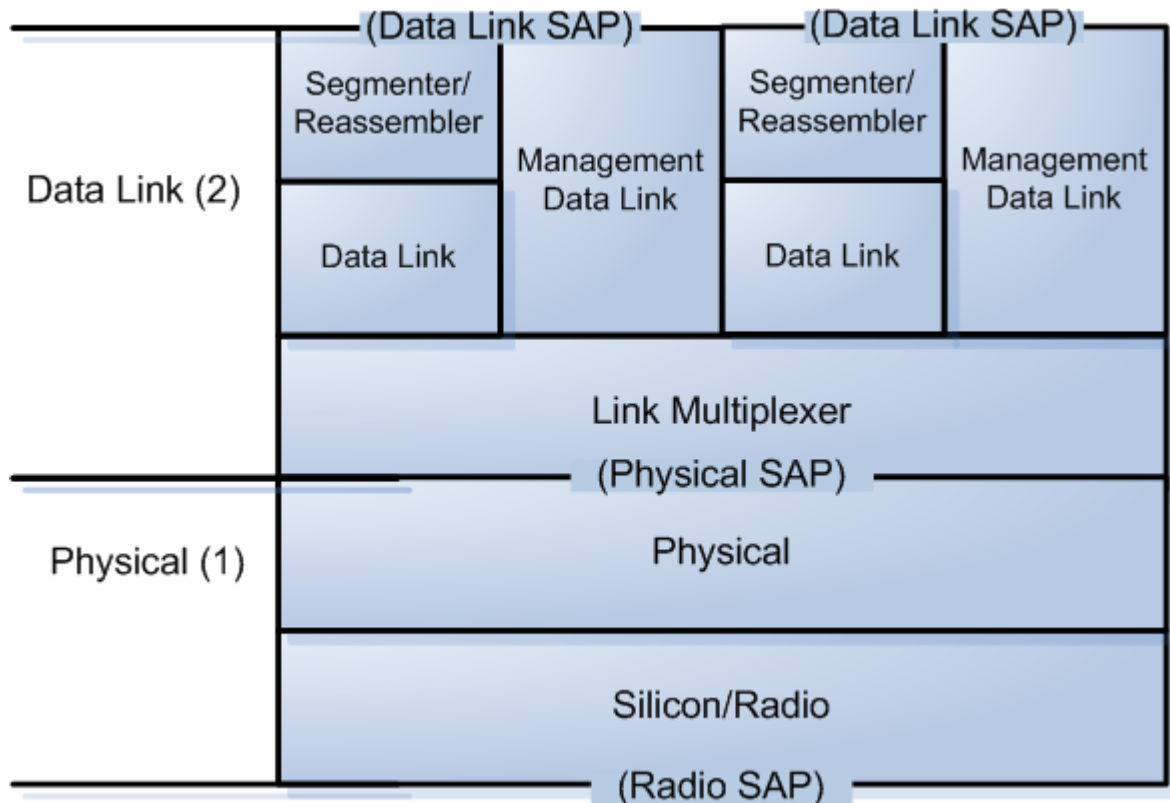 (Data Link SAP)
(Data Link SAP)
Segmenter/
Reassembler
Management
Data Link
Segmenter/
Reassembler
Management
Data Link
Data Link (2)
Data Link
Data Link
Link Multiplexer
(Physical SAP)
Physical (1)
Physical
Silicon/Radio
(Radio SAP)